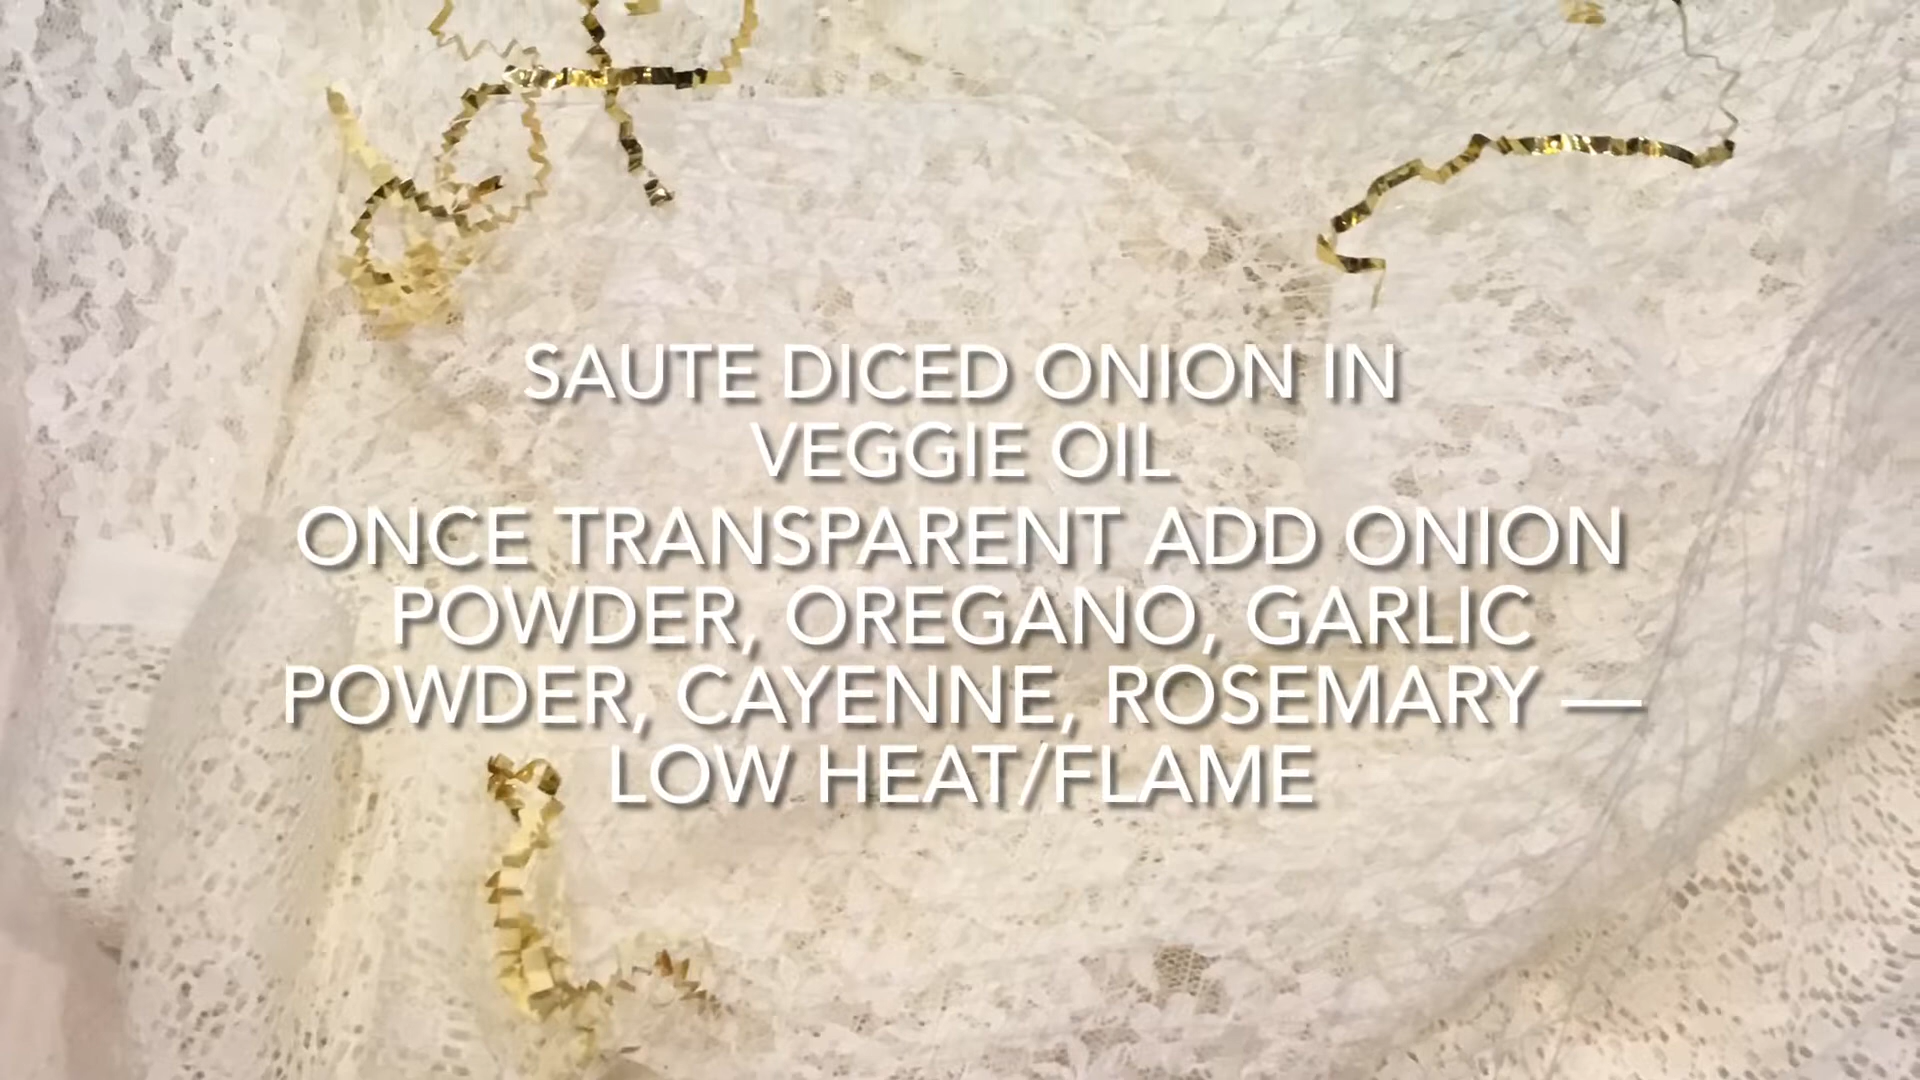 SAUTE DICED ONION IN
VEGGIE OIL
ONCE TRANSPARENT ADD ONION
POWDER, OREGANO, GARLIC
POWDER, CAYENNE, ROSEMARY —
LOW HEAT/FLAME